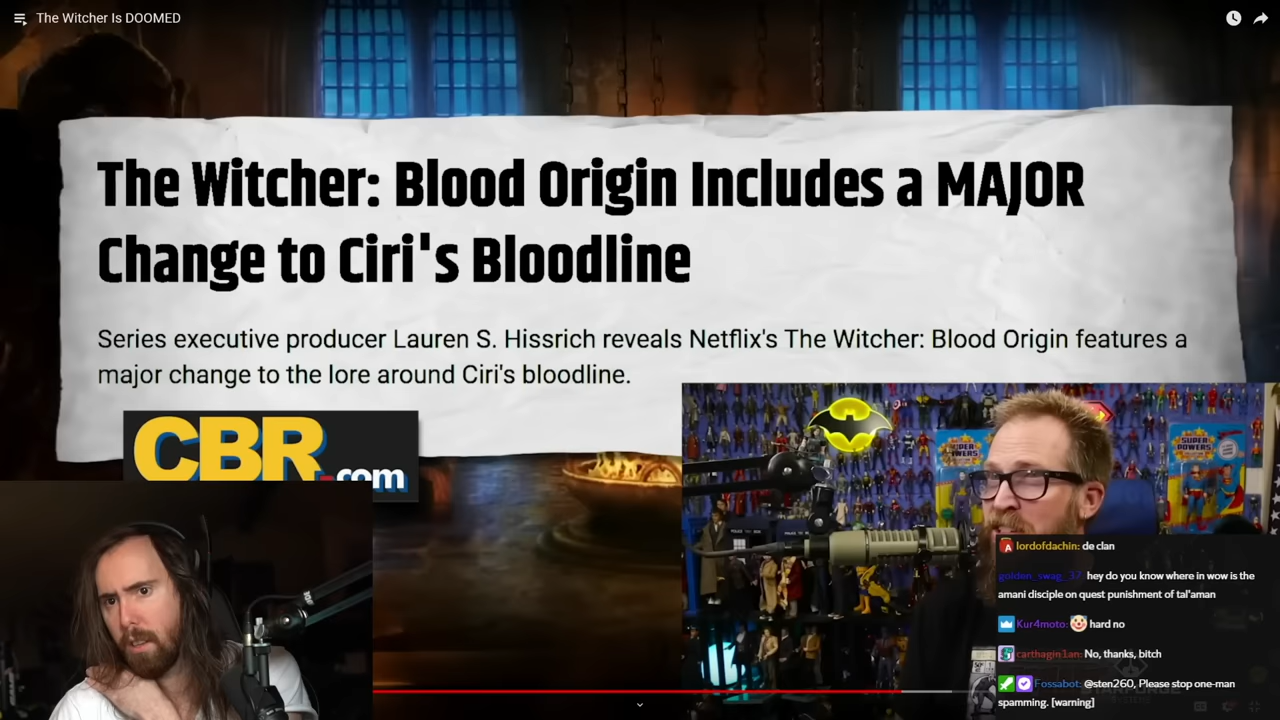 The Witcher Is DOOMED
The Witcher: Blood Origin Includes a MAJOR
Change to Ciri's Bloodline
Series executive producer Lauren S. Hissrich reveals Netflix's The Witcher: Blood Origin features a
major change to the lore around Ciri's bloodline.
CBR.com
SUPER
POWERS
lordofdachin: de clan
golden_swag_37: hey do you know where in wow is the
amani disciple on quest punishment of tal'aman
Kur4moto: hard no
carthagin1an: No, thanks, bitch
Fossabot: @sten260, Please stop one-man
spamming. [warning]